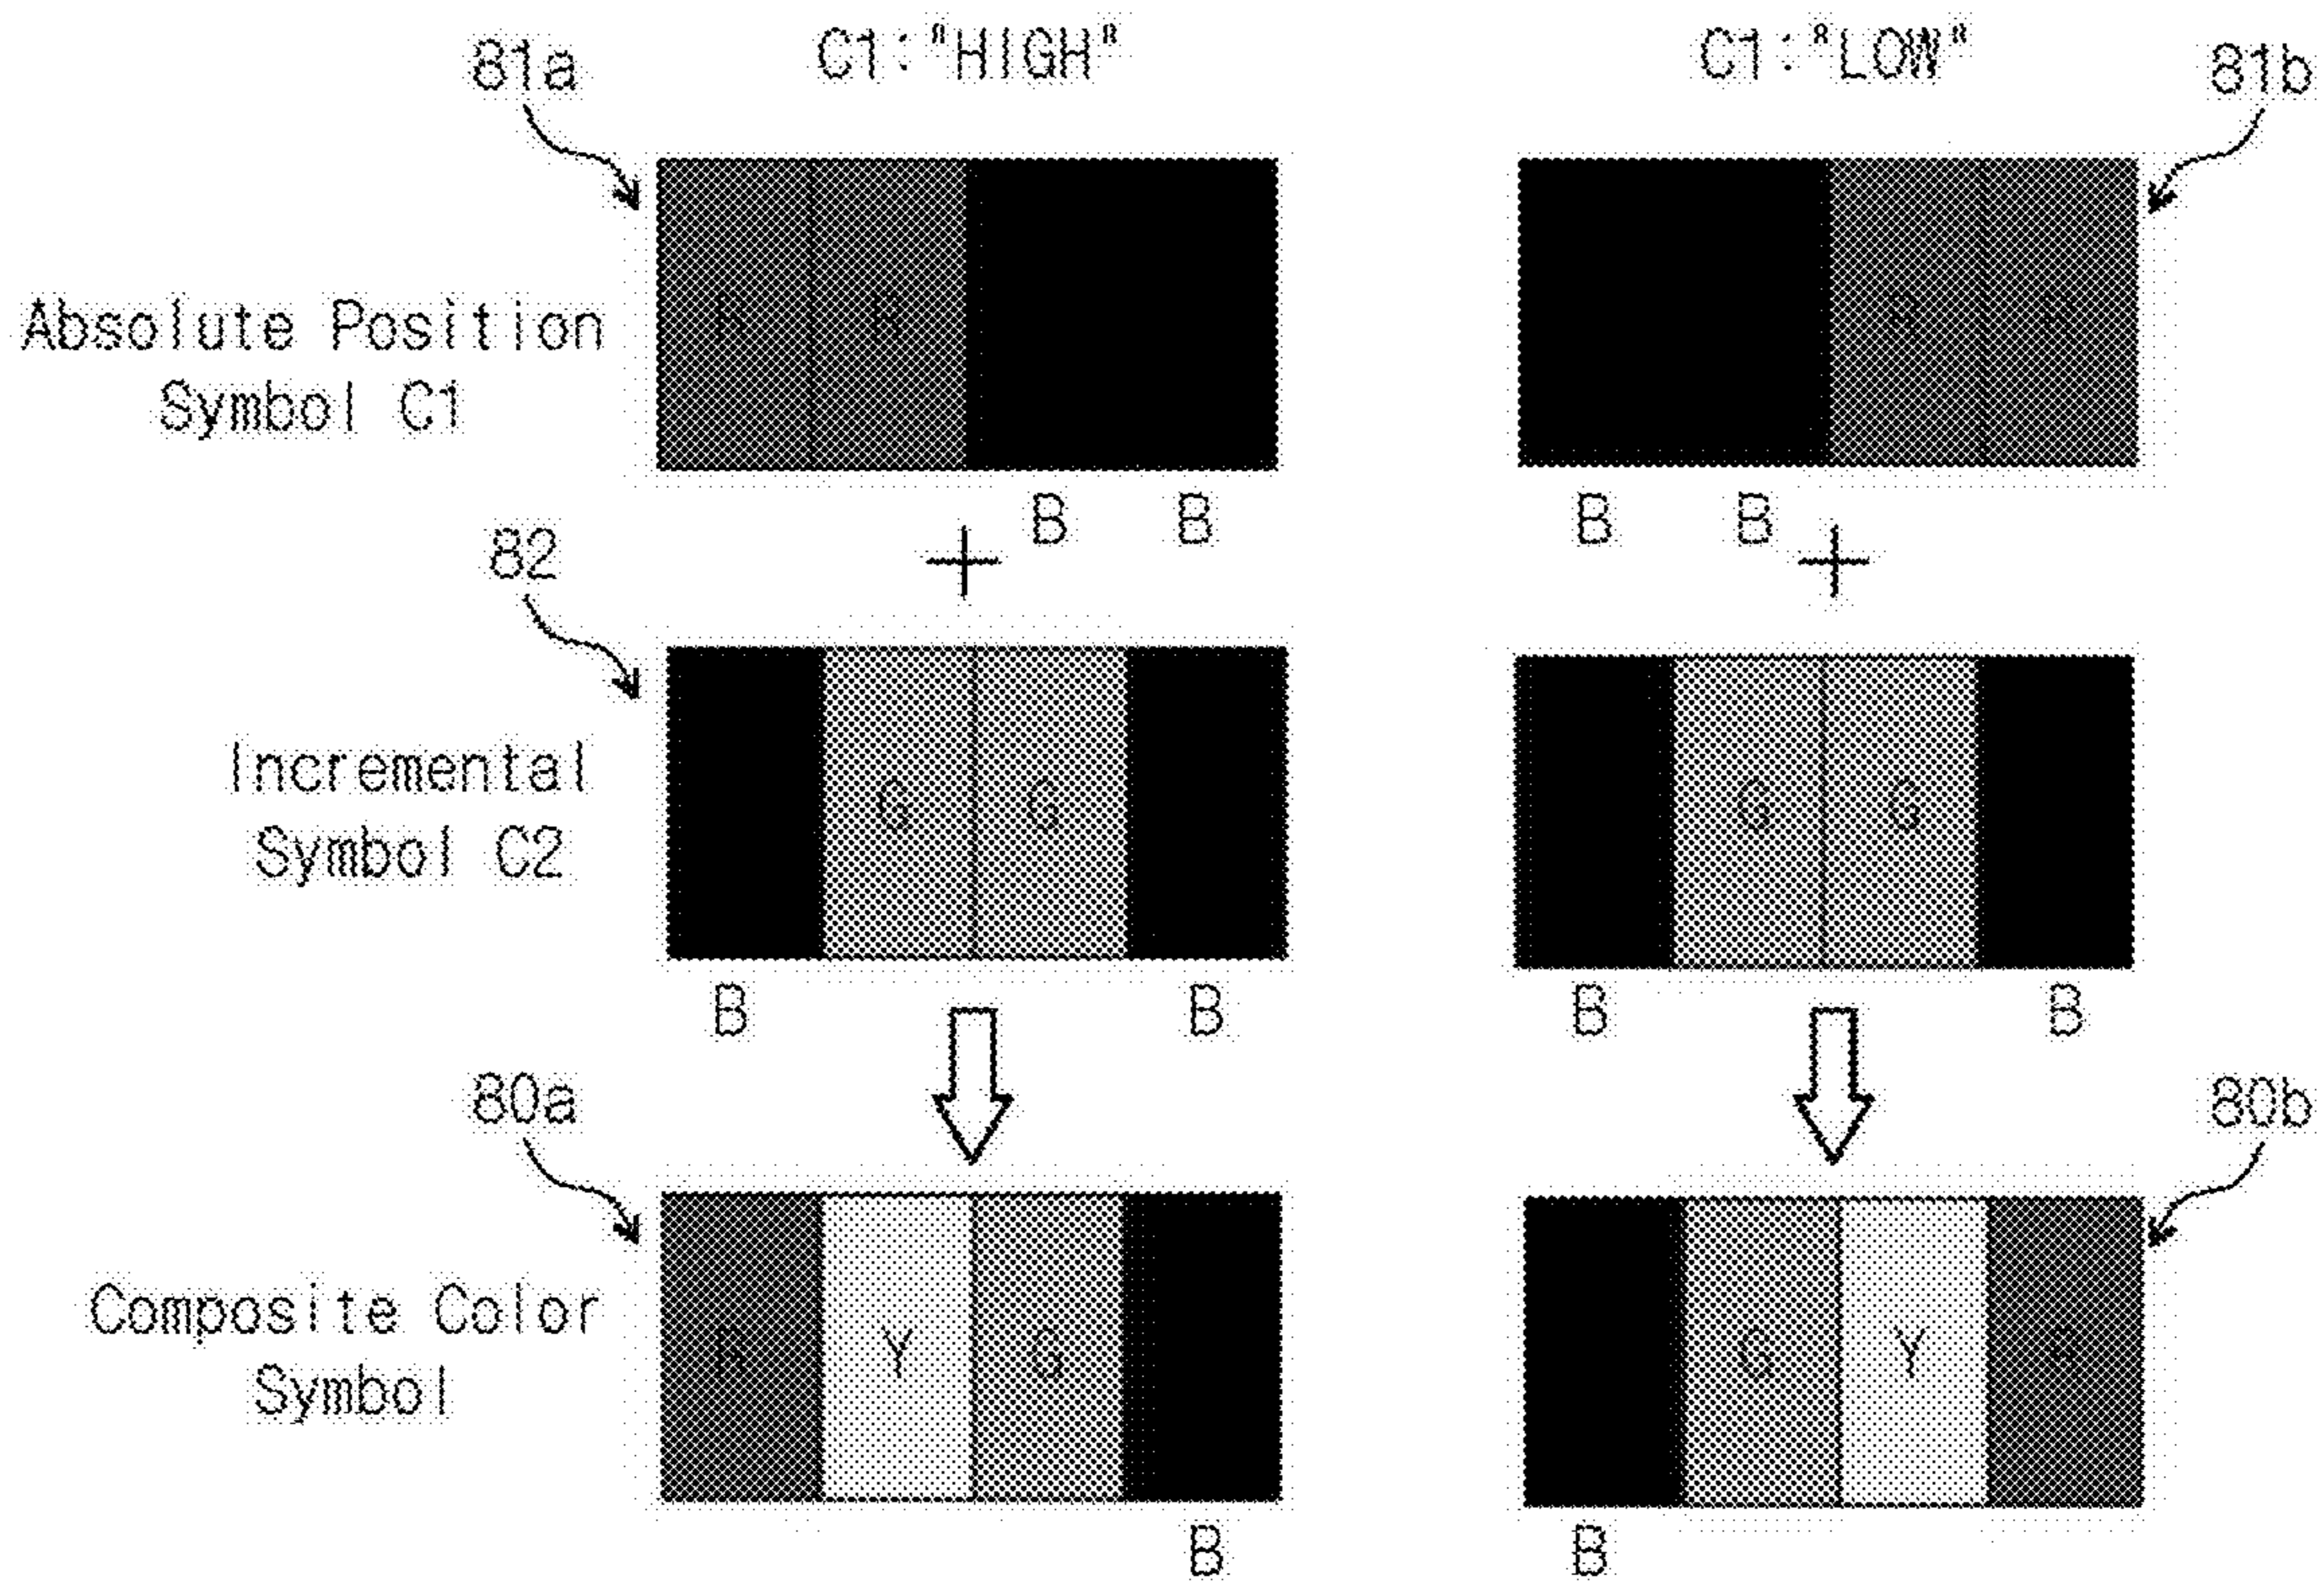 81a
C1:"HIGH"
C1:"LOW"
81b
R R
R R
Absolute Position
Symbol C1
B B
B B
82
+
+
Incremental
Symbol C2
G G
G G
B B
B B
80a
80b
Composite Color
Symbol
R Y G
G Y R
B
B